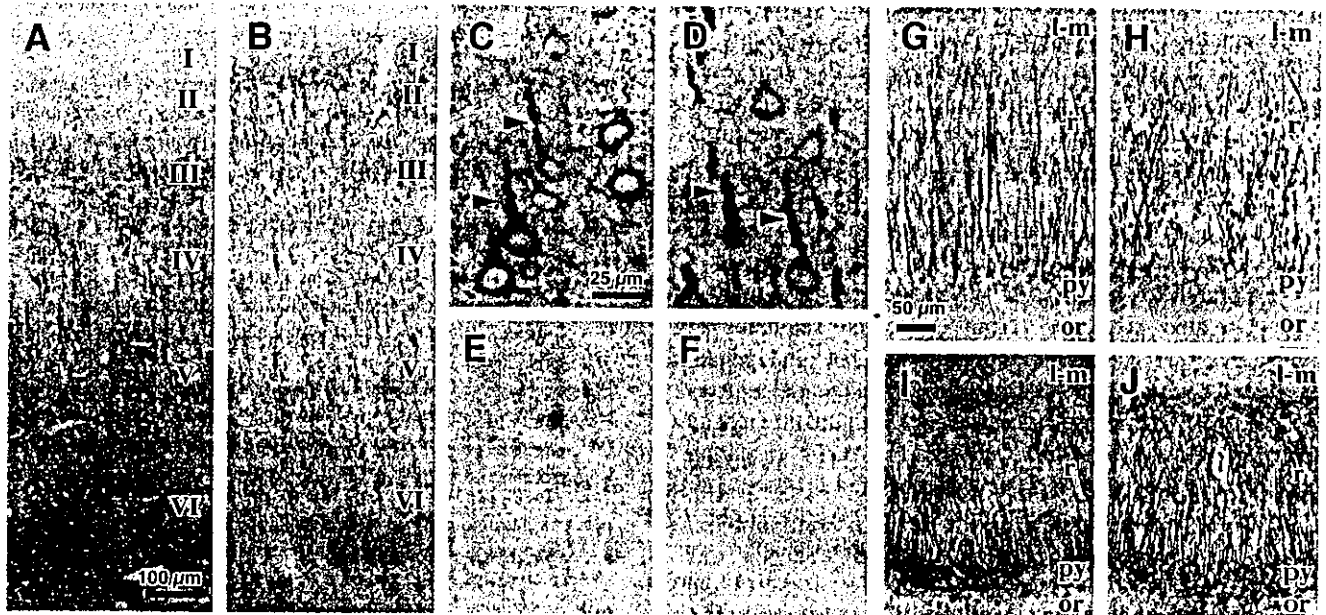 A
I
II
III
IV
V
VI
100 µm
B
I
II
III
IV
V
VI
C
25 µm
D
E
F
G
l-m
r
py
or
50 µm
H
l-m
r
py
or
I
l-m
r
py
or
J
l-m
r
py
or